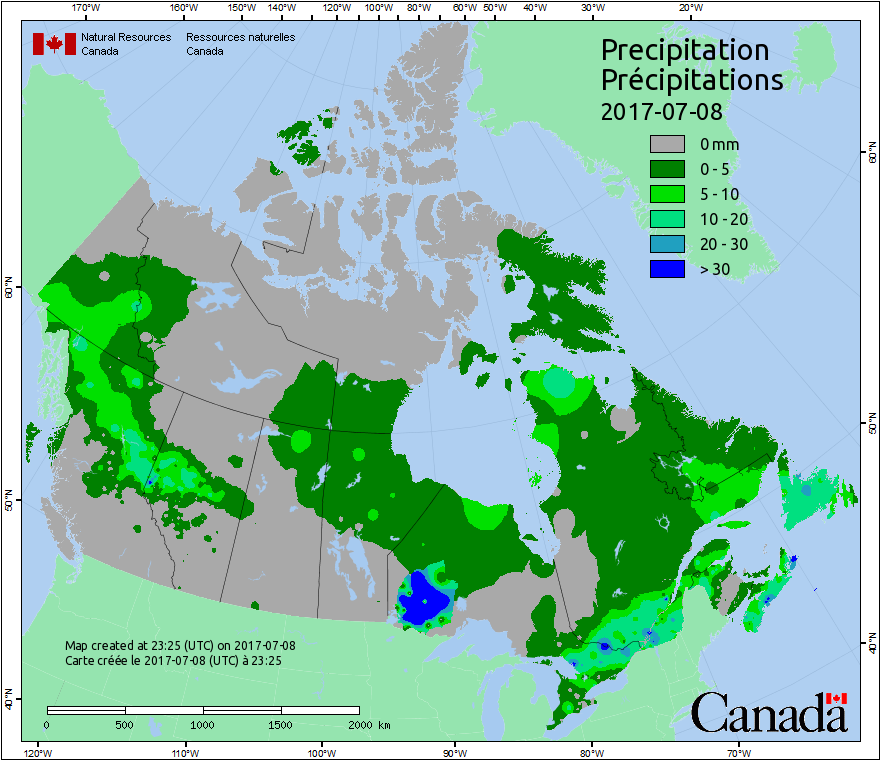 170°W 160°W 150°W 140°W 120°W 100°W 80°W 60°W 50°W 40°W 30°W 20°W
Natural Resources Ressources naturelles
Canada Canada
Precipitation
Précipitations
2017-07-08
0 mm
0 - 5
5 - 10
10 - 20
20 - 30
> 30
60°N
60°N
50°N
50°N
40°N
40°N
Map created at 23:25 (UTC) on 2017-07-08
Carte créée le 2017-07-08 (UTC) à 23:25
0 500 1000 1500 2000 km
Canada
120°W 110°W 100°W 90°W 80°W 70°W